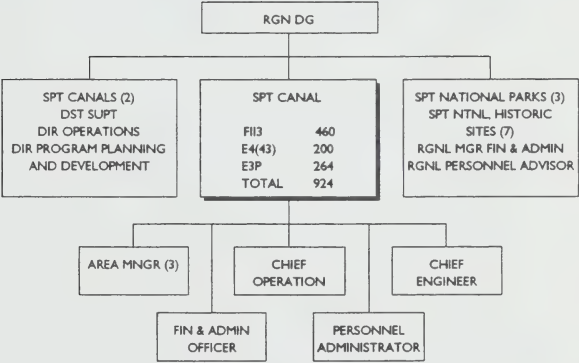 RGN DG
SPT CANALS (2)
DST SUPT
DIR OPERATIONS
DIR PROGRAM PLANNING
AND DEVELOPMENT
SPT CANAL
FII3 460
E4(43) 200
E3P 264
TOTAL 924
SPT NATIONAL PARKS (3)
SPT NTNL, HISTORIC
SITES (7)
RGNL MGR FIN & ADMIN
RGNL PERSONNEL ADVISOR
AREA MNGR (3)
CHIEF
OPERATION
CHIEF
ENGINEER
FIN & ADMIN
OFFICER
PERSONNEL
ADMINISTRATOR